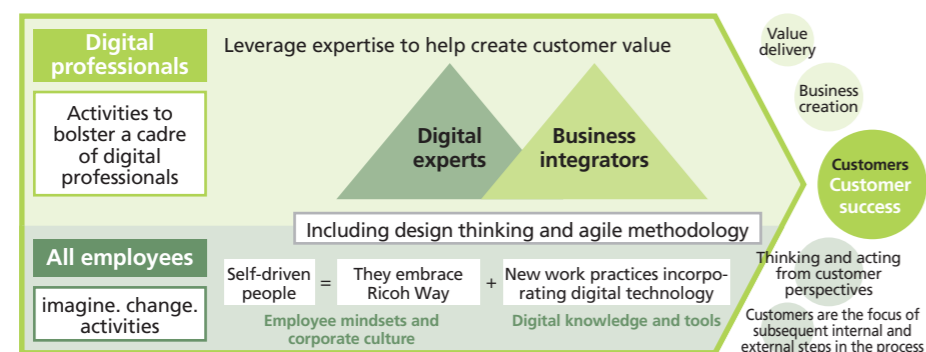 Digital
professionals
Activities to
bolster a cadre
of digital
professionals
Leverage expertise to help create customer value
Digital
experts
Business
integrators
Including design thinking and agile methodology
All employees
imagine. change.
activities
Self-driven
people
=
They embrace
Ricoh Way
+
New work practices incorpo-
rating digital technology
Employee mindsets and
corporate culture
Digital knowledge and tools
Value
delivery
Business
creation
Customers
Customer
success
Thinking and acting
from customer
perspectives
Customers are the focus of
subsequent internal and
external steps in the process